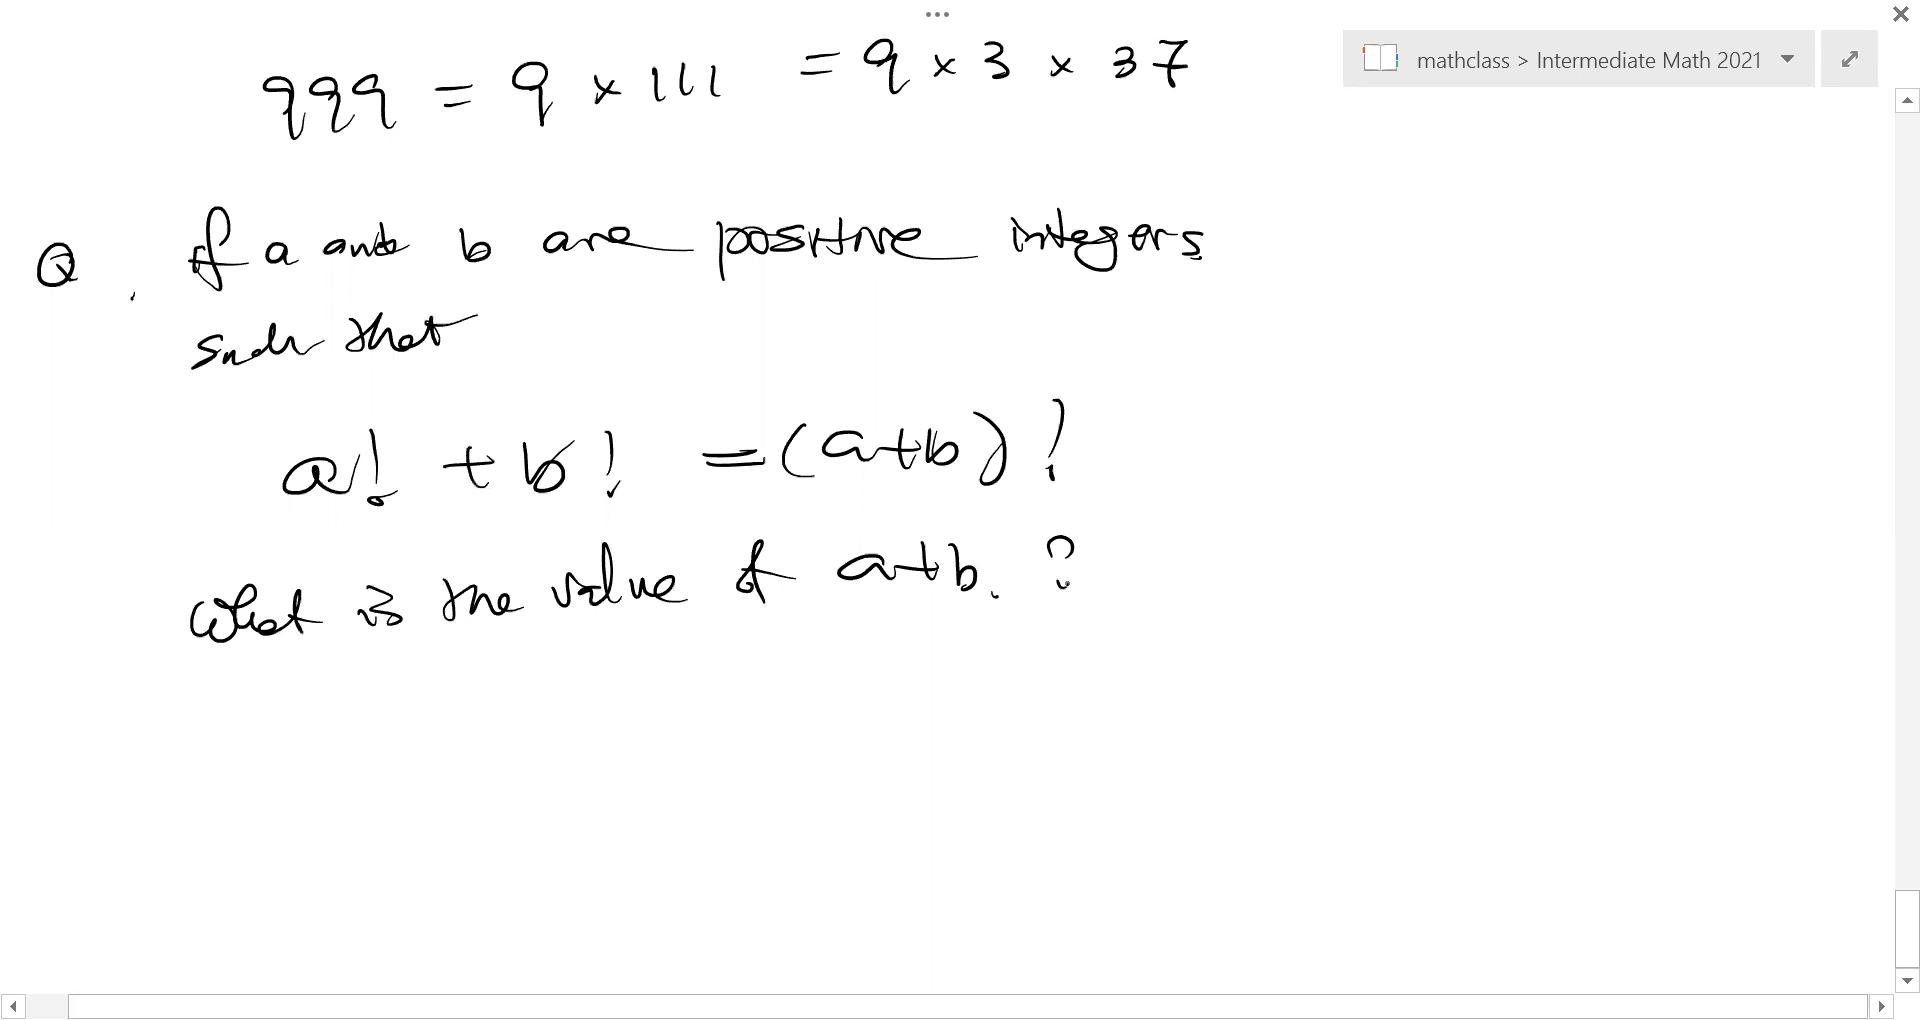 mathclass > Intermediate Math 2021
999 = 9 × 111 = 9 × 3 × 37
Q. If a and b are positive integers
such that
a! + b! = (a+b)!
What is the value of a+b. ?